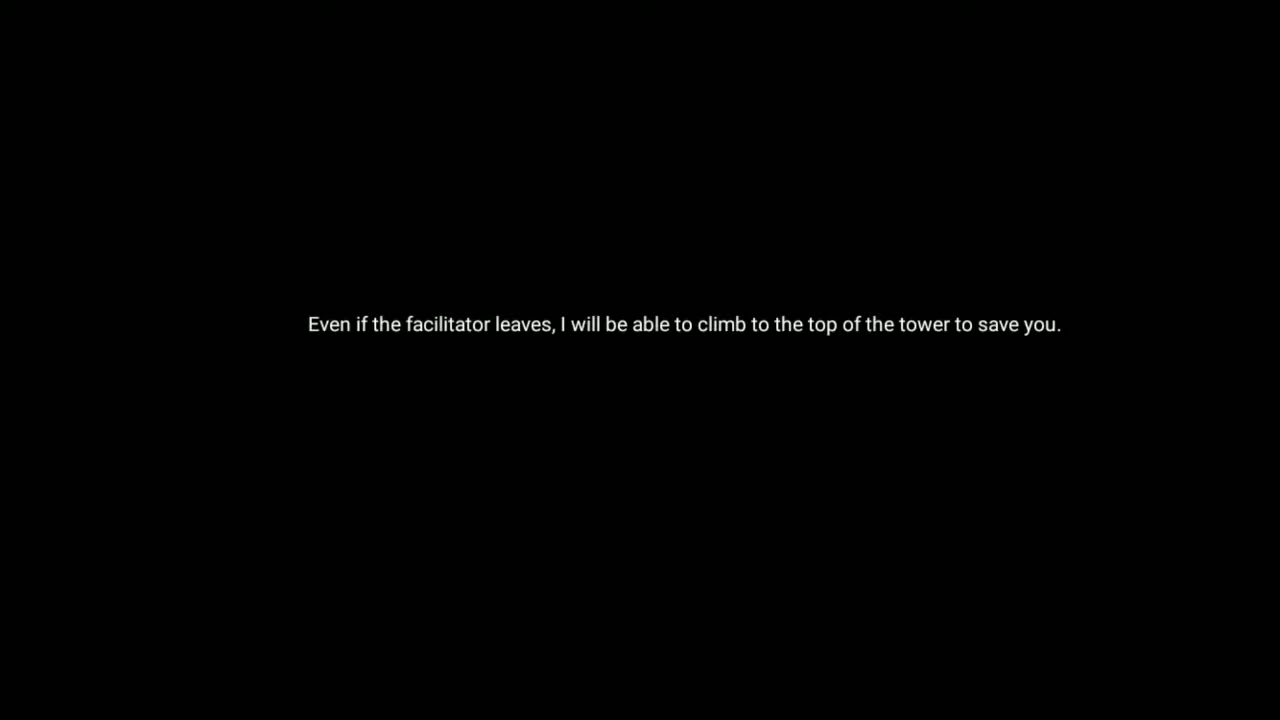 Even if the facilitator leaves, I will be able to climb to the top of the tower to save you.